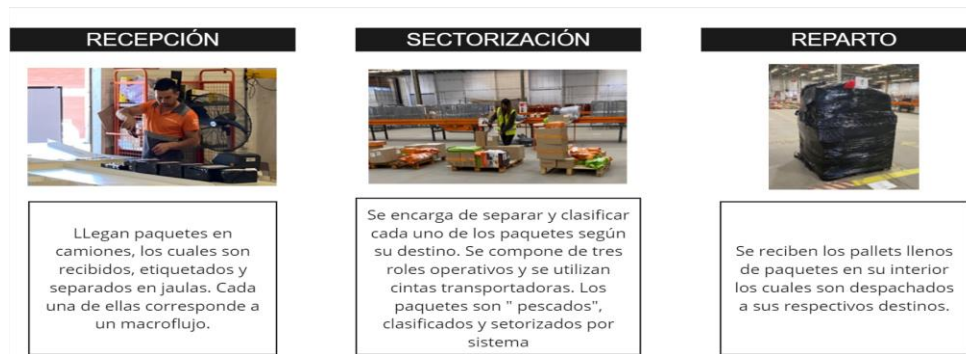 RECEPCIÓN
SECTORIZACIÓN
REPARTO
LLegan paquetes en
camiones, los cuales son
recibidos, etiquetados y
separados en jaulas. Cada
una de ellas corresponde a
un macroflujo.
Se encarga de separar y clasificar
cada uno de los paquetes según
su destino. Se compone de tres
roles operativos y se utilizan
cintas transportadoras. Los
paquetes son " pescados",
clasificados y setorizados por
sistema
Se reciben los pallets llenos
de paquetes en su interior
los cuales son despachados
a sus respectivos destinos.